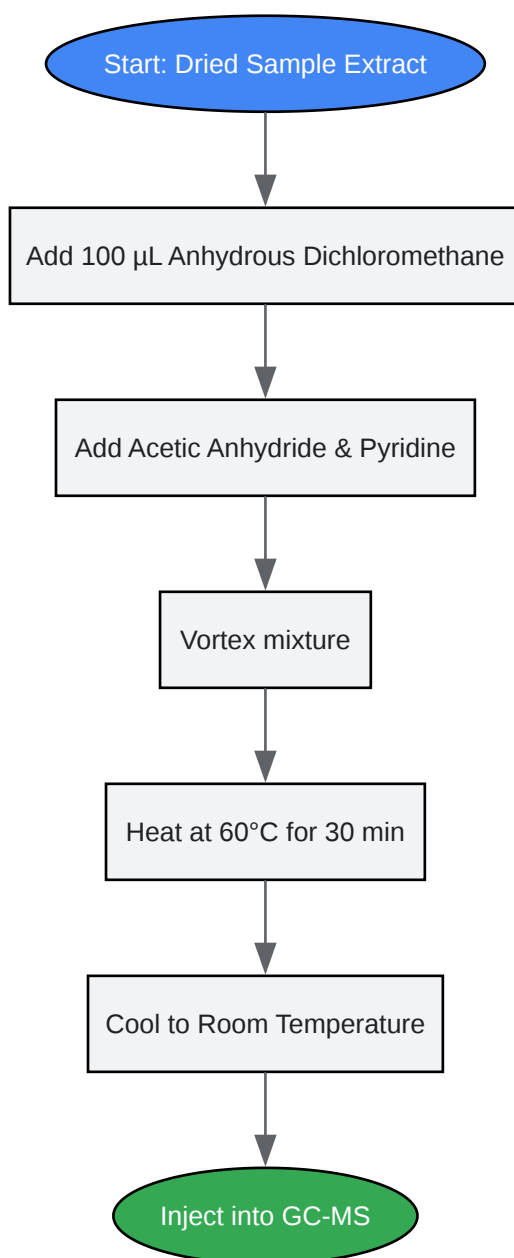 Start: Dried Sample Extract
Add 100 µL Anhydrous Dichloromethane
Add Acetic Anhydride & Pyridine
Vortex mixture
Heat at 60°C for 30 min
Cool to Room Temperature
Inject into GC-MS